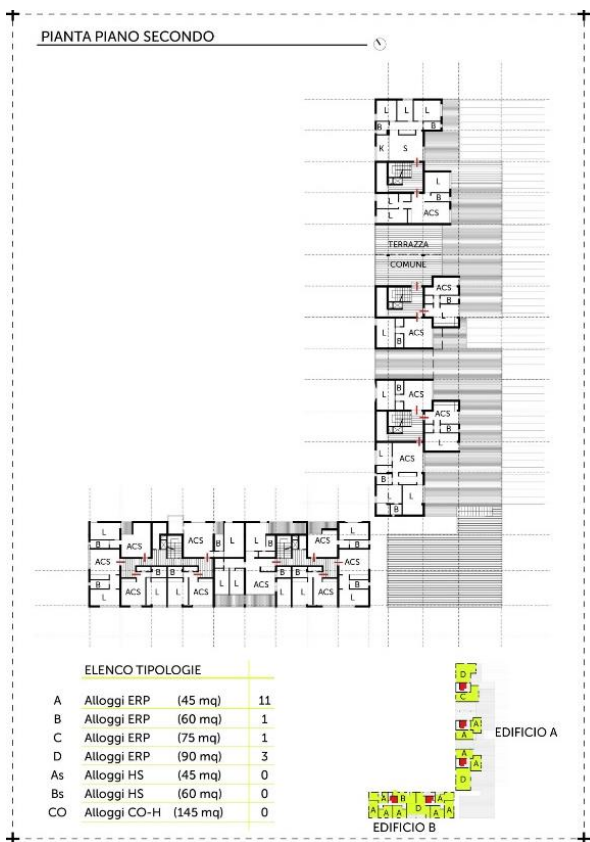 PIANTA PIANO SECONDO
L L L
B B
K S
L
L B
L ACS
TERRAZZA
COMUNE
ACS
B
L
L ACS
B
B
L ACS
ACS
B
L
ACS
L
B
L L
B
L ACS ACS B L L B L ACS L
B
ACS ACS
B B B B B B
L L
L ACS L L ACS ACS L L ACS L
ELENCO TIPOLOGIE
A Alloggi ERP (45 mq) 11
B Alloggi ERP (60 mq) 1
C Alloggi ERP (75 mq) 1
D Alloggi ERP (90 mq) 3
As Alloggi HS (45 mq) 0
Bs Alloggi HS (60 mq) 0
CO Alloggi CO-H (145 mq) 0
D
C
A
A
EDIFICIO A
A
A
D
A B D A
A A A A A A
EDIFICIO B